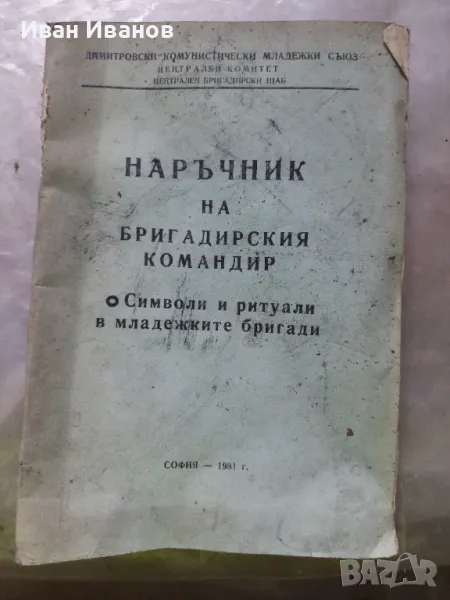 Иван Иванов
ДИМИТРОВСКИ КОМУНИСТИЧЕСКИ МЛАДЕЖКИ СЪЮЗ
ЦЕНТРАЛЕН КОМИТЕТ
ЦЕНТРАЛЕН БРИГАДИРСКИ ЩАБ
НАРЪЧНИК
НА
БРИГАДИРСКИЯ
КОМАНДИР
Символи и ритуали
в младежките бригади
СОФИЯ — 1981 г.
BAZAR